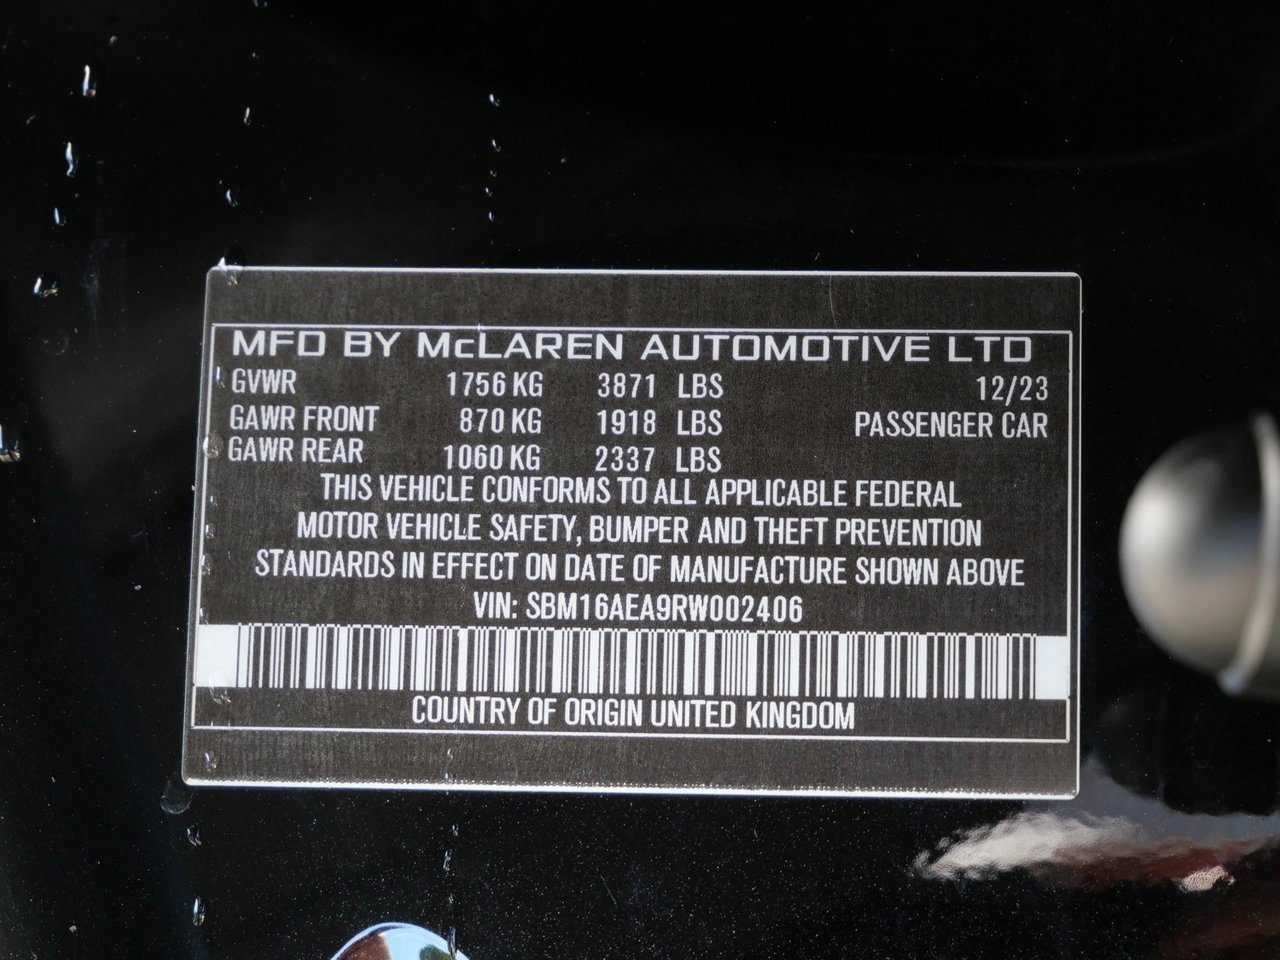 MFD BY McLAREN AUTOMOTIVE LTD
GVWR 1756 KG 3871 LBS 12/23
GAWR FRONT 870 KG 1918 LBS PASSENGER CAR
GAWR REAR 1060 KG 2337 LBS
THIS VEHICLE CONFORMS TO ALL APPLICABLE FEDERAL
MOTOR VEHICLE SAFETY, BUMPER AND THEFT PREVENTION
STANDARDS IN EFFECT ON DATE OF MANUFACTURE SHOWN ABOVE
VIN: SBM16AEA9RW002406
COUNTRY OF ORIGIN UNITED KINGDOM